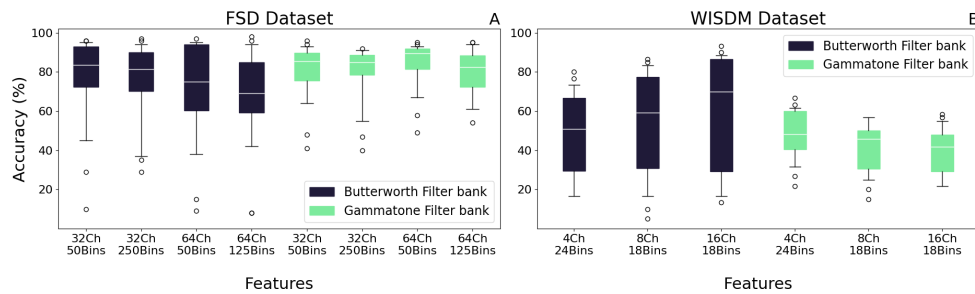 FSD Dataset
A
Accuracy (%)
100
80
60
40
20
Butterworth Filter bank
Gammatone Filter bank
32Ch 32Ch 64Ch 64Ch 32Ch 32Ch 64Ch 64Ch
50Bins 250Bins 50Bins 125Bins 50Bins 250Bins 50Bins 125Bins
Features
WISDM Dataset
100
80
60
40
20
Butterworth Filter bank
Gammatone Filter bank
4Ch 8Ch 16Ch 4Ch 8Ch 16Ch
24Bins 18Bins 18Bins 24Bins 18Bins 18Bins
Features